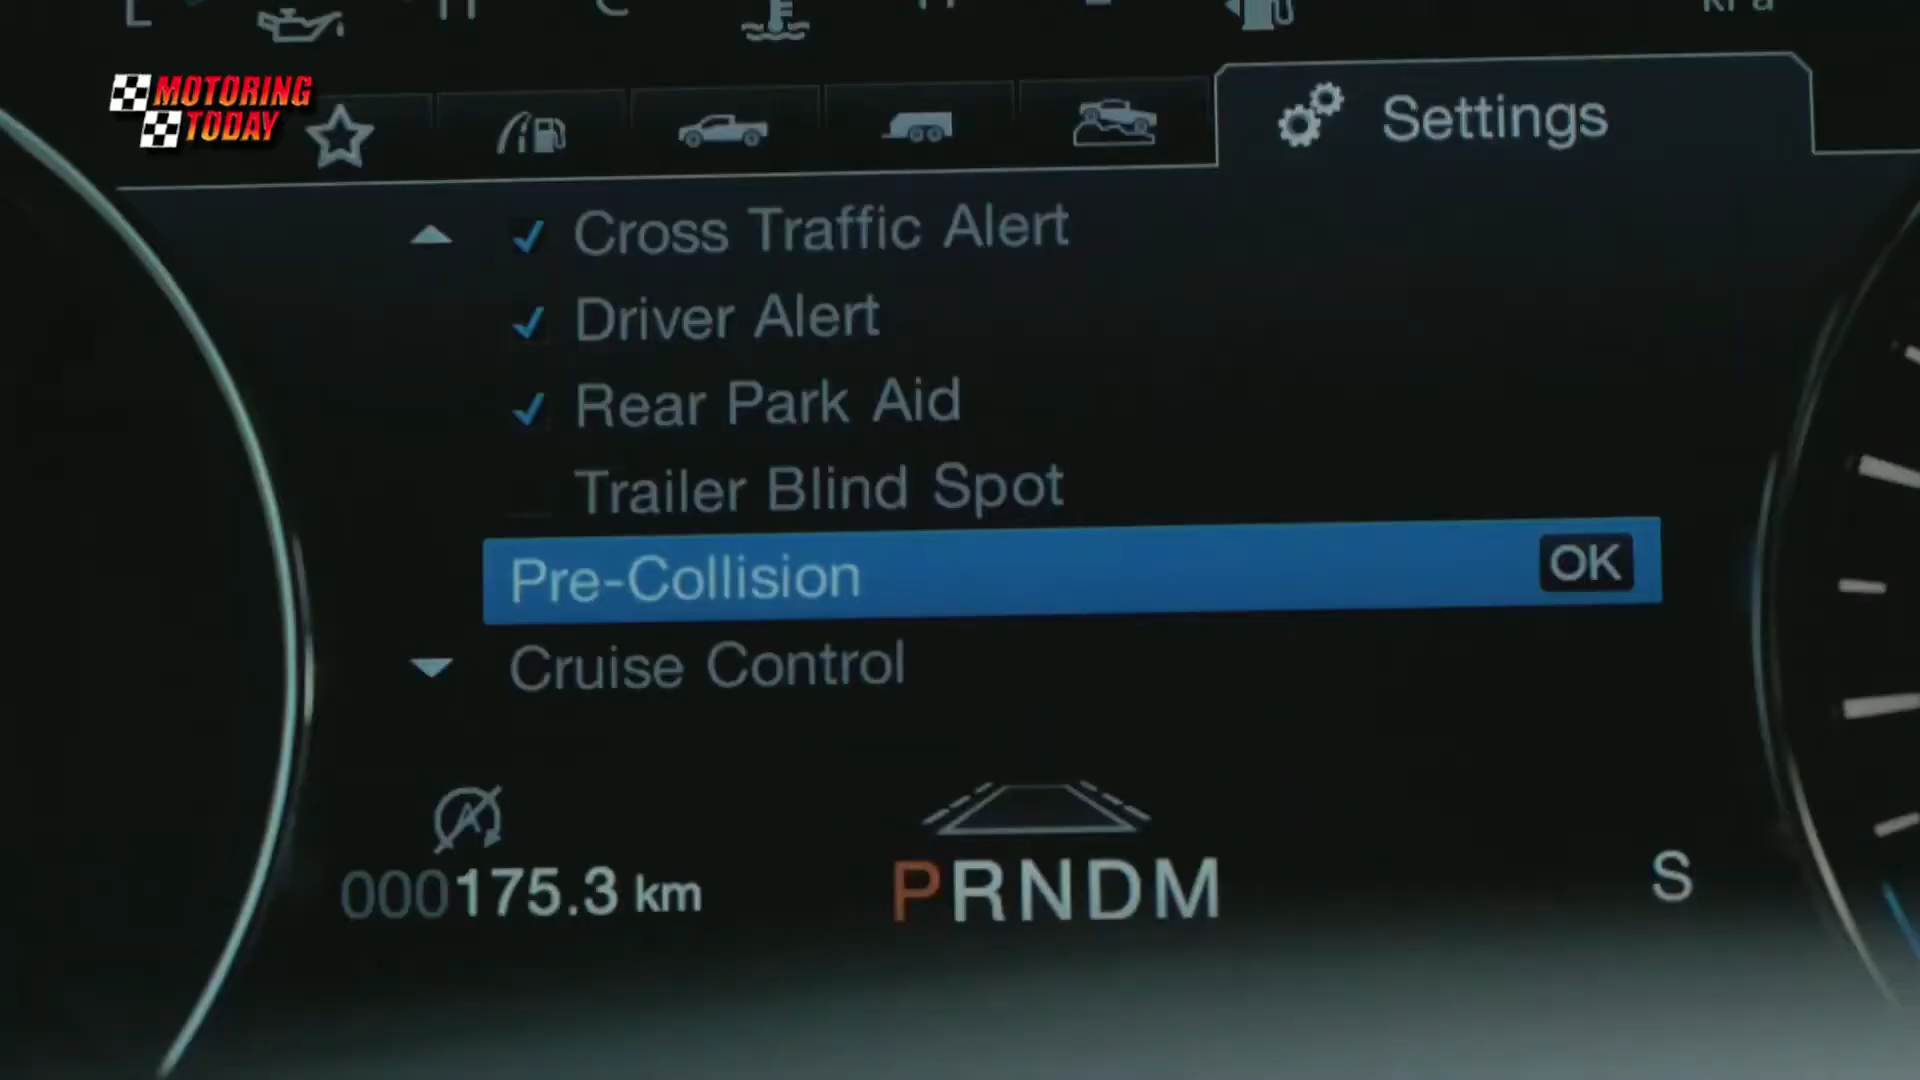 MOTORING
TODAY
Settings
Cross Traffic Alert
Driver Alert
Rear Park Aid
Trailer Blind Spot
Pre-Collision OK
Cruise Control
000175.3 km
PRNDM
S